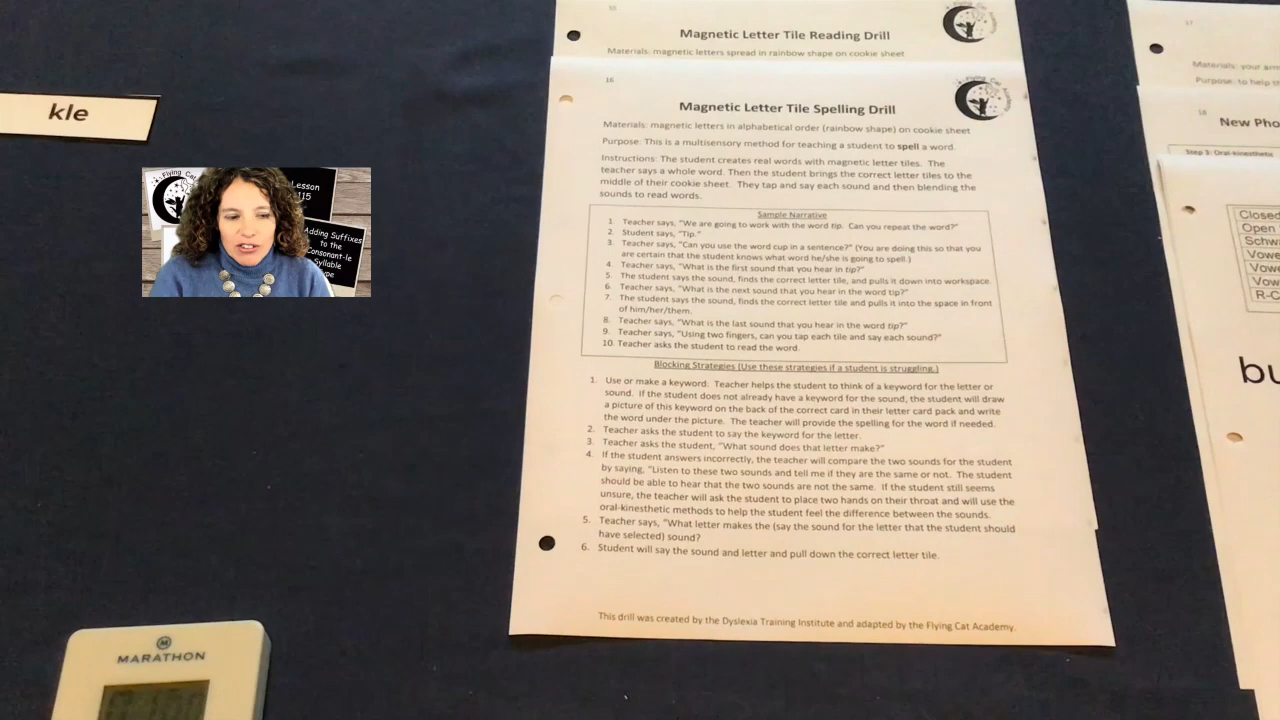 kle
Flying Cat
Lesson
115
Adding Suffixes
to the
Consonant-le
Syllable
MARATHON
Magnetic Letter Tile Reading Drill
Materials: magnetic letters spread in rainbow shape on cookie sheet
16
Magnetic Letter Tile Spelling Drill
Flying Cat Academy
Materials: magnetic letters in alphabetical order (rainbow shape) on cookie sheet
Purpose: This is a multisensory method for teaching a student to spell a word.
Instructions: The student creates real words with magnetic letter tiles. The
teacher says a whole word. Then the student brings the correct letter tiles to the
middle of their cookie sheet. They tap and say each sound and then blending the
sounds to read words.
Sample Narrative
1. Teacher says, "We are going to work with the word tip. Can you repeat the word?"
2. Student says, "Tip."
3. Teacher says, "Can you use the word cup in a sentence?" (You are doing this so that you
are certain that the student knows what word he/she is going to spell.)
4. Teacher says, "What is the first sound that you hear in tip?"
5. The student says the sound, finds the correct letter tile, and pulls it down into workspace.
6. Teacher says, "What is the next sound that you hear in the word tip?"
7. The student says the sound, finds the correct letter tile and pulls it into the space in front
of him/her/them.
8. Teacher says, "What is the last sound that you hear in the word tip?"
9. Teacher says, "Using two fingers, can you tap each tile and say each sound?"
10. Teacher asks the student to read the word.
Blocking Strategies (Use these strategies if a student is struggling.)
1. Use or make a keyword. Teacher helps the student to think of a keyword for the letter or
sound. If the student does not already have a keyword for the sound, the student will draw
a picture of this keyword on the back of the correct card in their letter card pack and write
the word under the picture. The teacher will provide the spelling for the word if needed.
2. Teacher asks the student to say the keyword for the letter.
3. Teacher asks the student, "What sound does that letter make?"
4. If the student answers incorrectly, the teacher will compare the two sounds for the student
by saying, "Listen to these two sounds and tell me if they are the same or not. The student
should be able to hear that the two sounds are not the same. If the student still seems
unsure, the teacher will ask the student to place two hands on their throat and will use the
oral-kinesthetic methods to help the student feel the difference between the sounds.
5. Teacher says, "What letter makes the (say the sound for the letter that the student should
have selected) sound?
6. Student will say the sound and letter and pull down the correct letter tile.
This drill was created by the Dyslexia Training Institute and adapted by the Flying Cat Academy.
17
Materials: your arm
Purpose: to help th
18
New Pho
Step 3: Oral-kinesthetic
Closed
Open
Schw
Vowe
Vow
Vow
R-C
bu